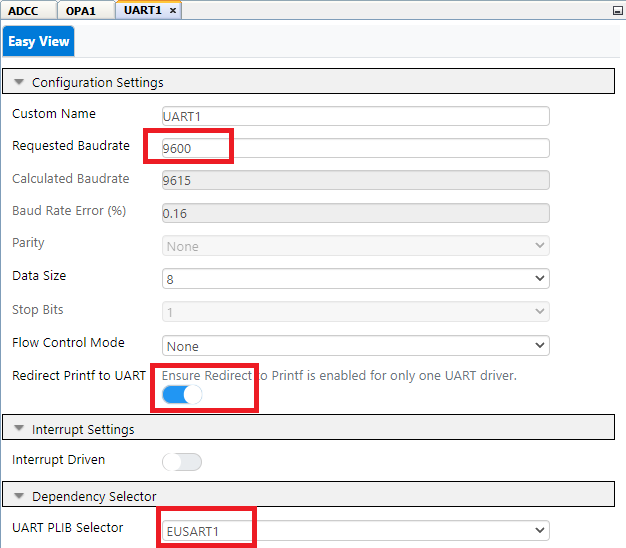 ADCC OPA1 UART1 ×
Easy View
Configuration Settings
Custom Name UART1
Requested Baudrate 9600
Calculated Baudrate 9615
Baud Rate Error (%) 0.16
Parity None
Data Size 8
Stop Bits 1
Flow Control Mode None
Redirect Printf to UART Ensure Redirect to Printf is enabled for only one UART driver.
Interrupt Settings
Interrupt Driven
Dependency Selector
UART PLIB Selector EUSART1